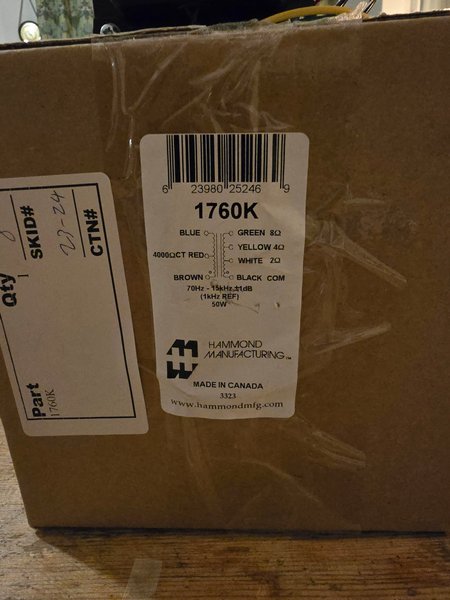 6 23980 25246 9
1760K
BLUE GREEN 8Ω
YELLOW 4Ω
4000ΩCT RED WHITE 2Ω
BROWN BLACK COM
70Hz - 15kHz ±1dB
(1kHz REF)
50W
HAMMOND
MANUFACTURING™
MADE IN CANADA
3323
www.hammondmfg.com
Part
1760K
Qty
SKID#
23-24
CTN#